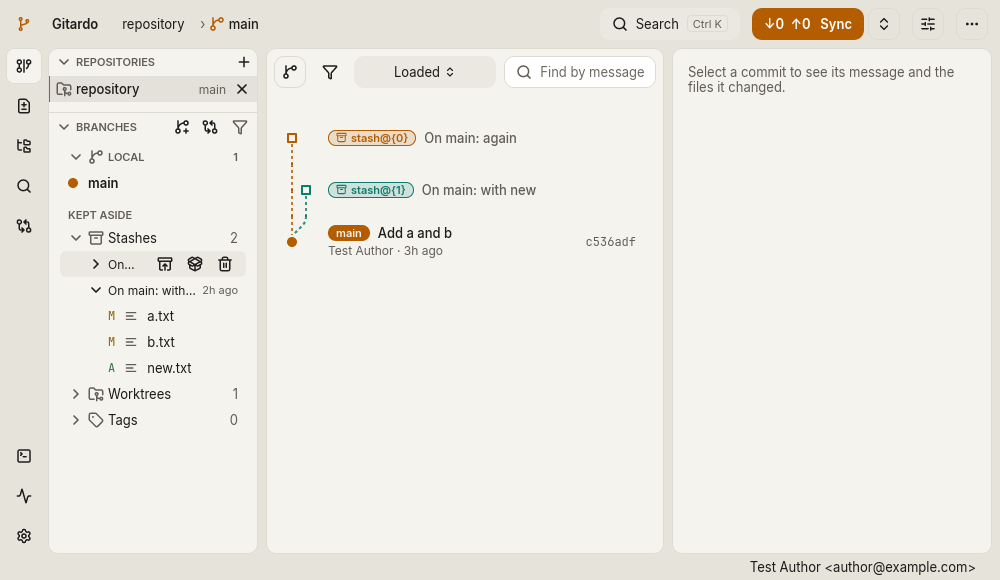 Gitardo
repository
main
Search
Ctrl K
↓0 ↑0 Sync
REPOSITORIES
repository
main
BRANCHES
LOCAL
1
main
KEPT ASIDE
Stashes
2
On...
On main: with...
2h ago
M
a.txt
M
b.txt
A
new.txt
Worktrees
1
Tags
0
Loaded
Find by message
stash@{0}
On main: again
stash@{1}
On main: with new
main
Add a and b
Test Author · 3h ago
c536adf
Select a commit to see its message and the
files it changed.
Test Author <author@example.com>